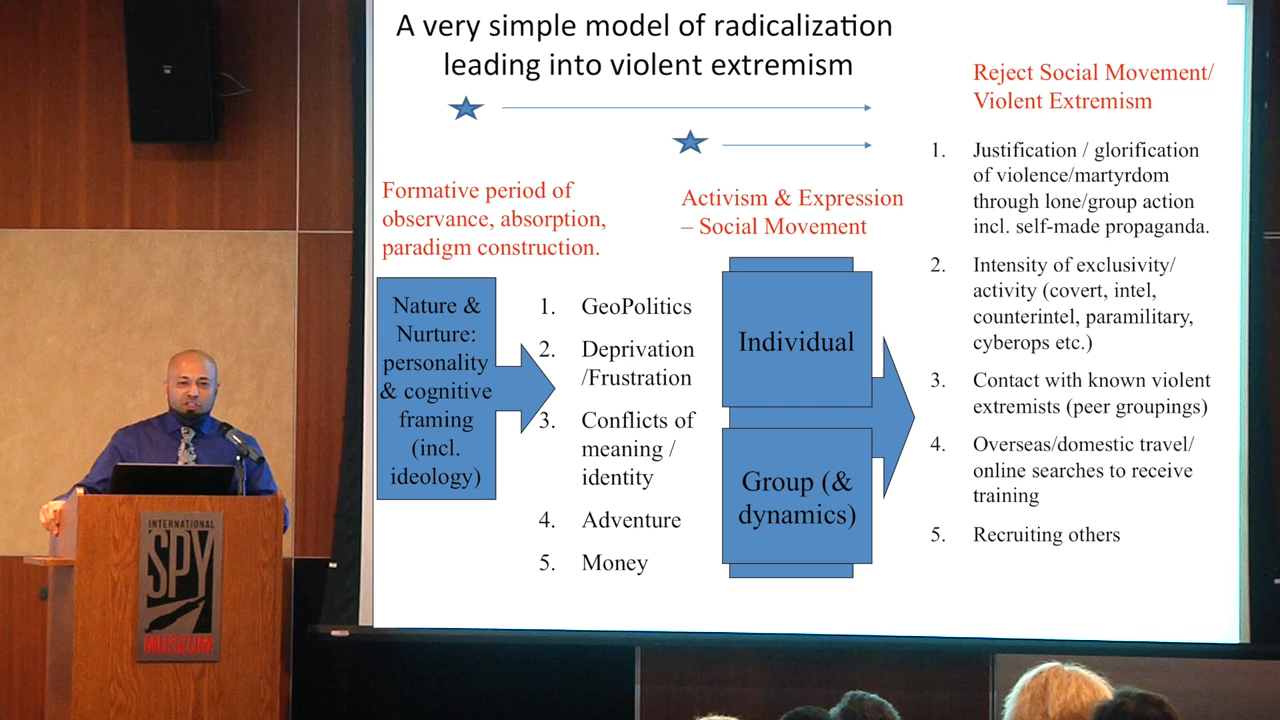 A very simple model of radicalization
leading into violent extremism
Formative period of
observance, absorption,
paradigm construction.
Nature &
Nurture:
personality
& cognitive
framing
(incl.
ideology)
1. GeoPolitics
2. Deprivation
/Frustration
3. Conflicts of
meaning /
identity
4. Adventure
5. Money
Activism & Expression
– Social Movement
Individual
Group (&
dynamics)
Reject Social Movement/
Violent Extremism
1. Justification / glorification
of violence/martyrdom
through lone/group action
incl. self-made propaganda.
2. Intensity of exclusivity/
activity (covert, intel,
counterintel, paramilitary,
cyberops etc.)
3. Contact with known violent
extremists (peer groupings)
4. Overseas/domestic travel/
online searches to receive
training
5. Recruiting others
INTERNATIONAL
SPY
MUSEUM